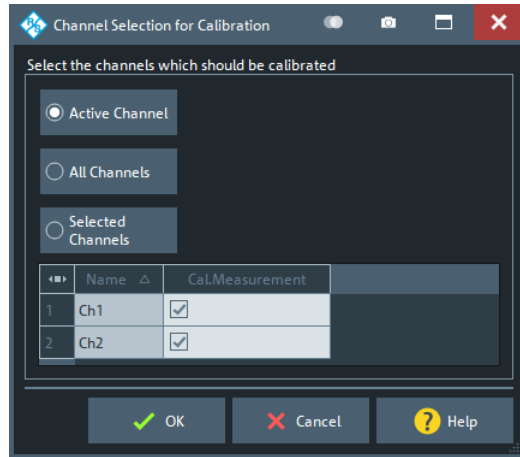 R&S Channel Selection for Calibration
Select the channels which should be calibrated
Active Channel
All Channels
Selected
Channels
Name Cal.Measurement
1 Ch1
2 Ch2
OK Cancel ? Help